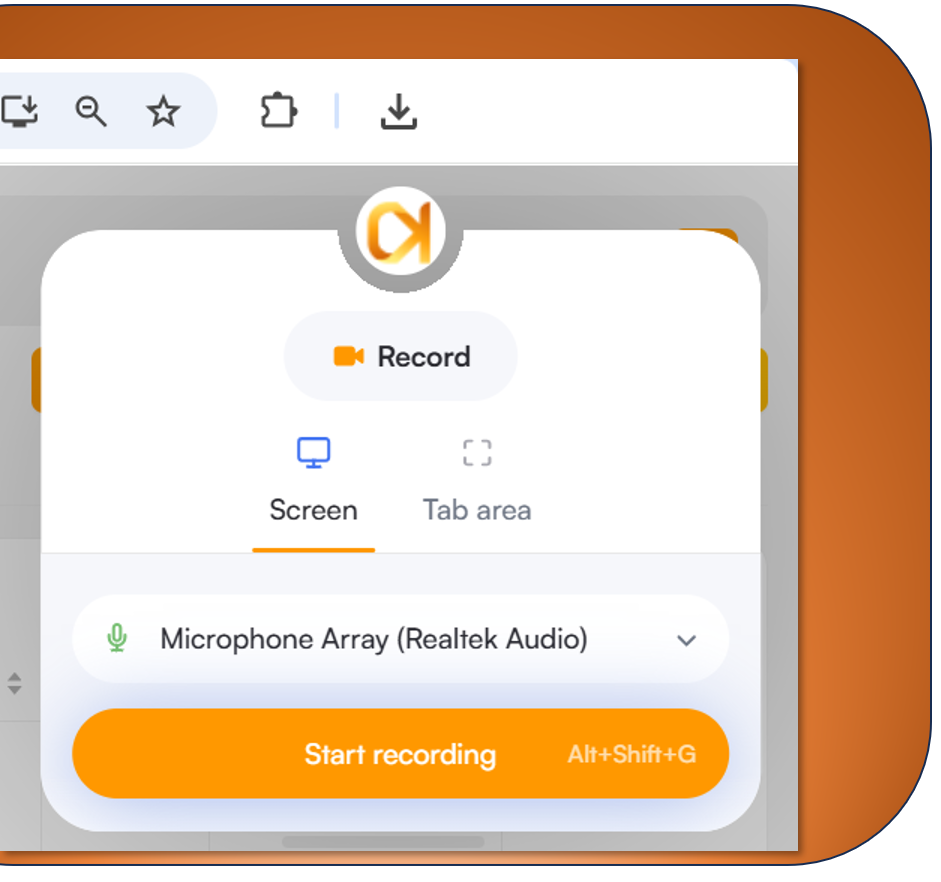 Record
Screen
Tab area
Microphone Array (Realtek Audio)
Start recording
Alt+Shift+G